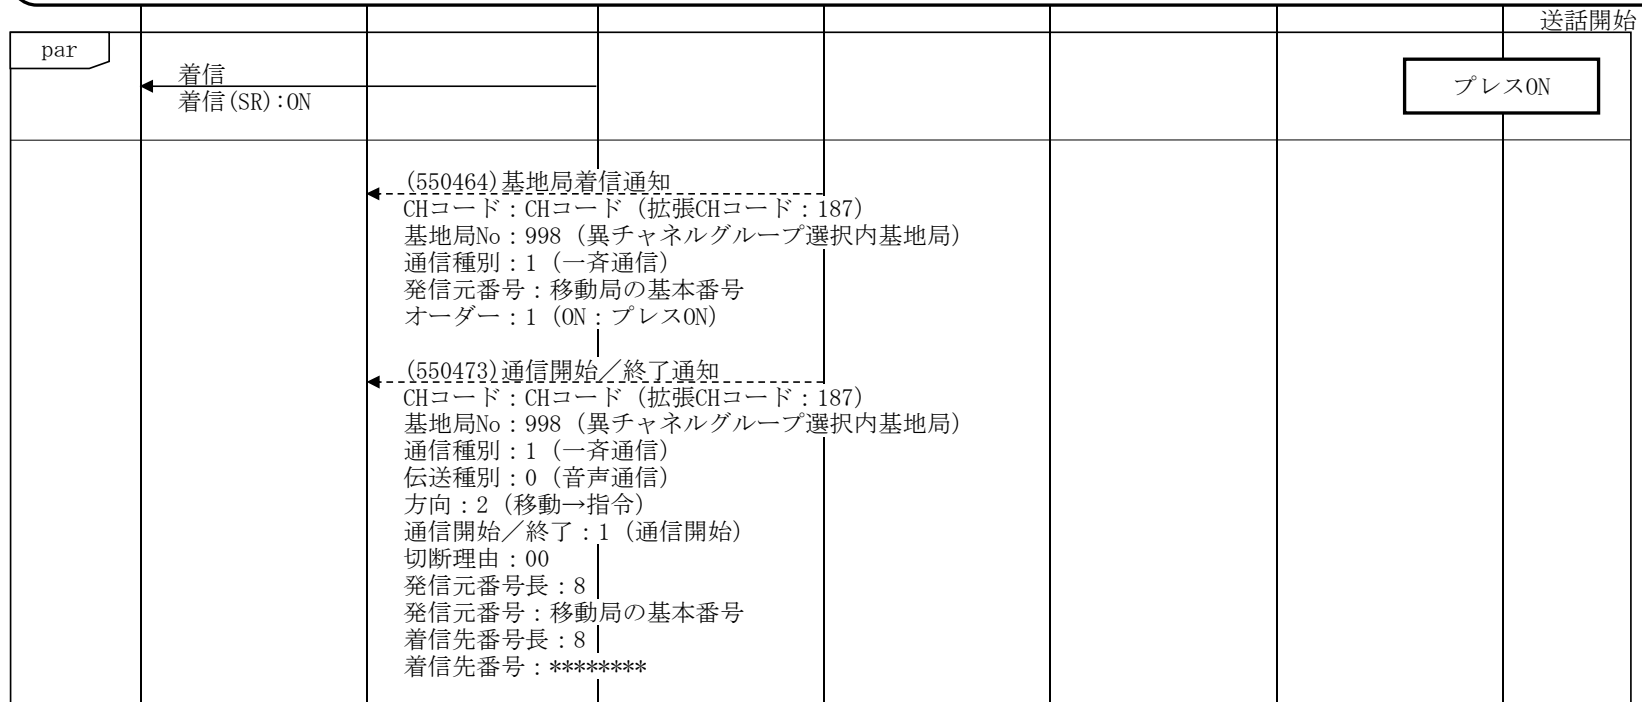 送話開始
par
着信
着信(SR):ON
プレスON
(550464)基地局着信通知
CHコード：CHコード（拡張CHコード：187）
基地局No：998（異チャネルグループ選択内基地局）
通信種別：1（一斉通信）
発信元番号：移動局の基本番号
オーダー：1（ON：プレスON）
(550473)通信開始／終了通知
CHコード：CHコード（拡張CHコード：187）
基地局No：998（異チャネルグループ選択内基地局）
通信種別：1（一斉通信）
伝送種別：0（音声通信）
方向：2（移動→指令）
通信開始／終了：1（通信開始）
切断理由：00
発信元番号長：8
発信元番号：移動局の基本番号
着信先番号長：8
着信先番号：********